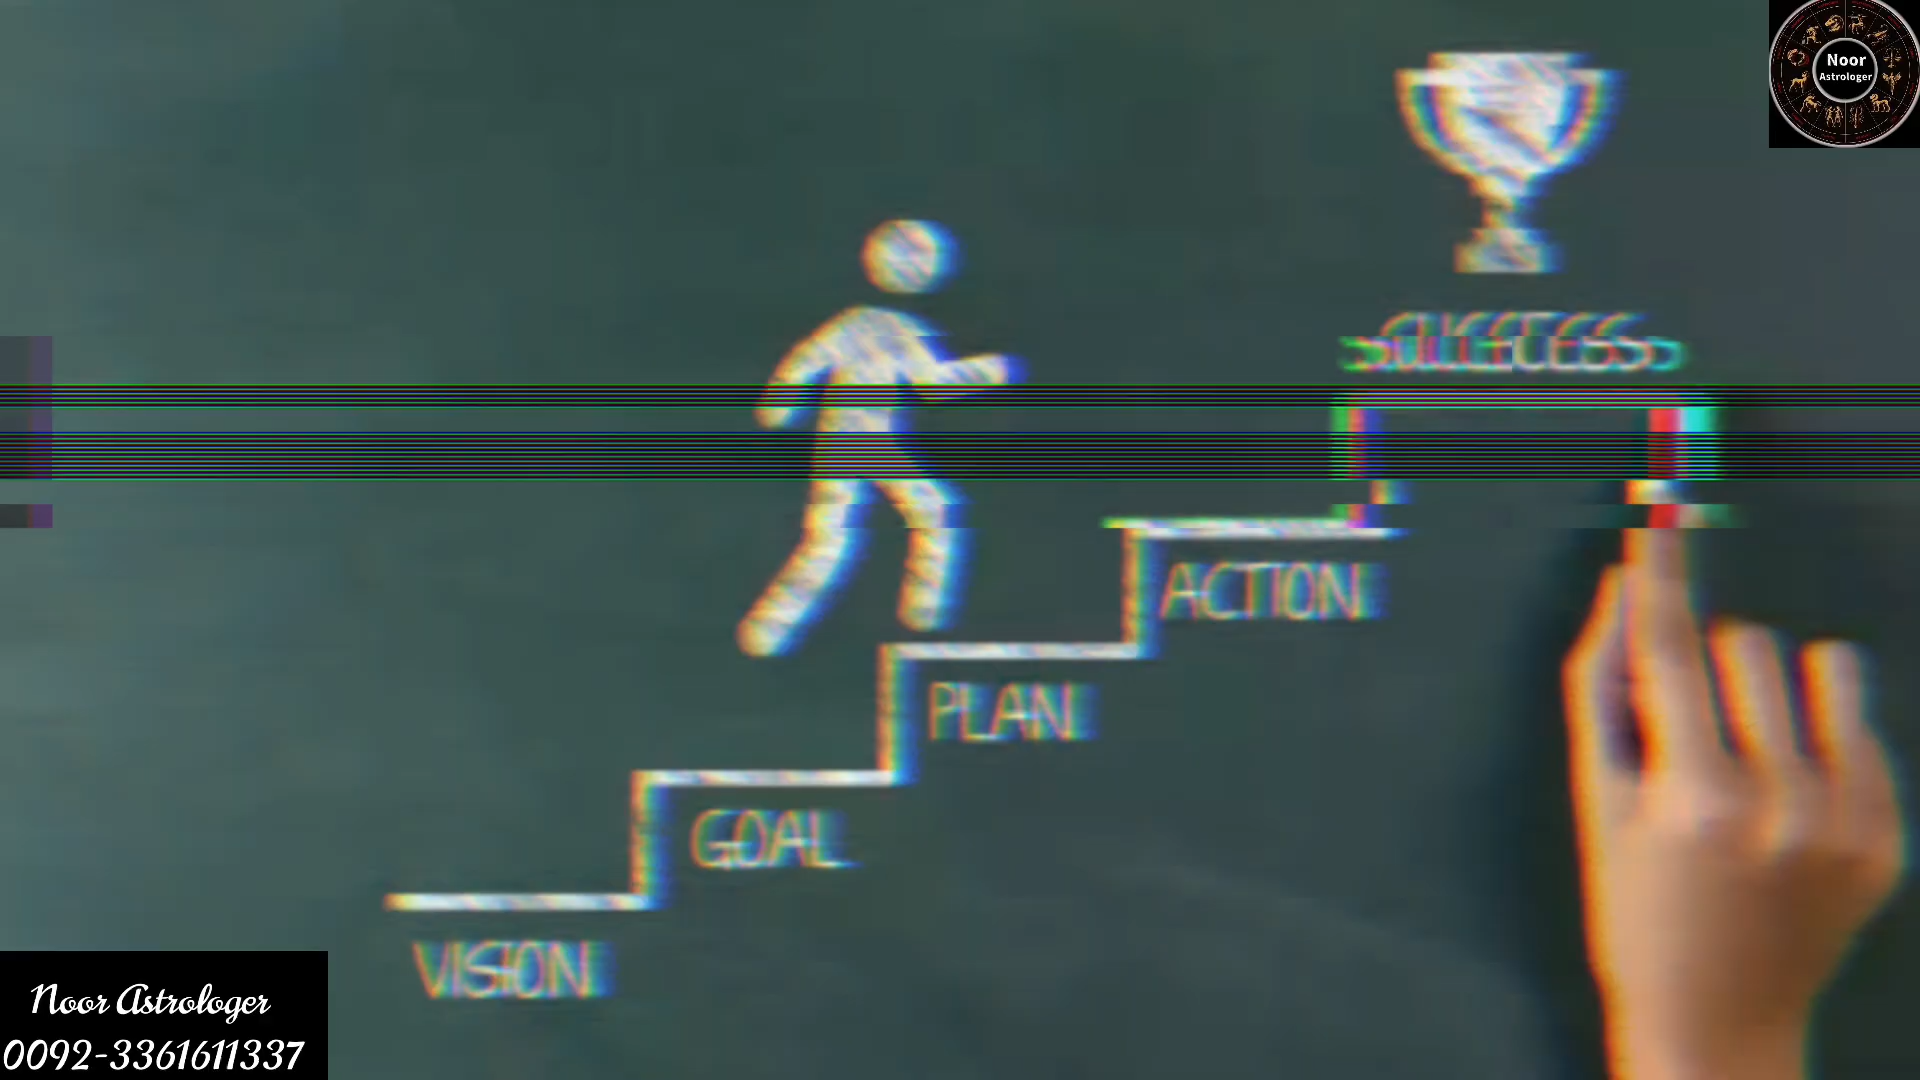 Noor
Astrologer
SUCCESS
ACTION
PLAN
GOAL
VISION
Noor Astrologer
0092-3361611337